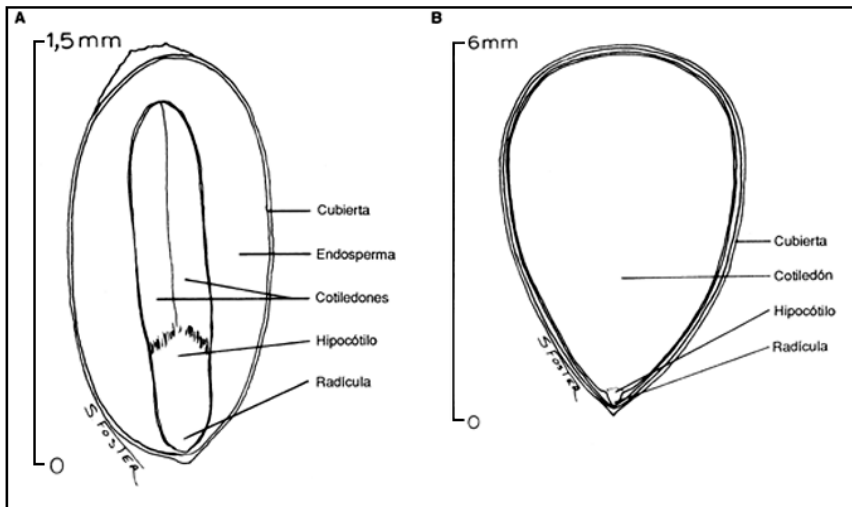 A
1,5 mm
Cubierta
Endosperma
Cotiledones
Hipocótilo
Radícula
S FOSTER
0
B
6mm
Cubierta
Cotiledón
Hipocótilo
Radícula
S FOSTER
0